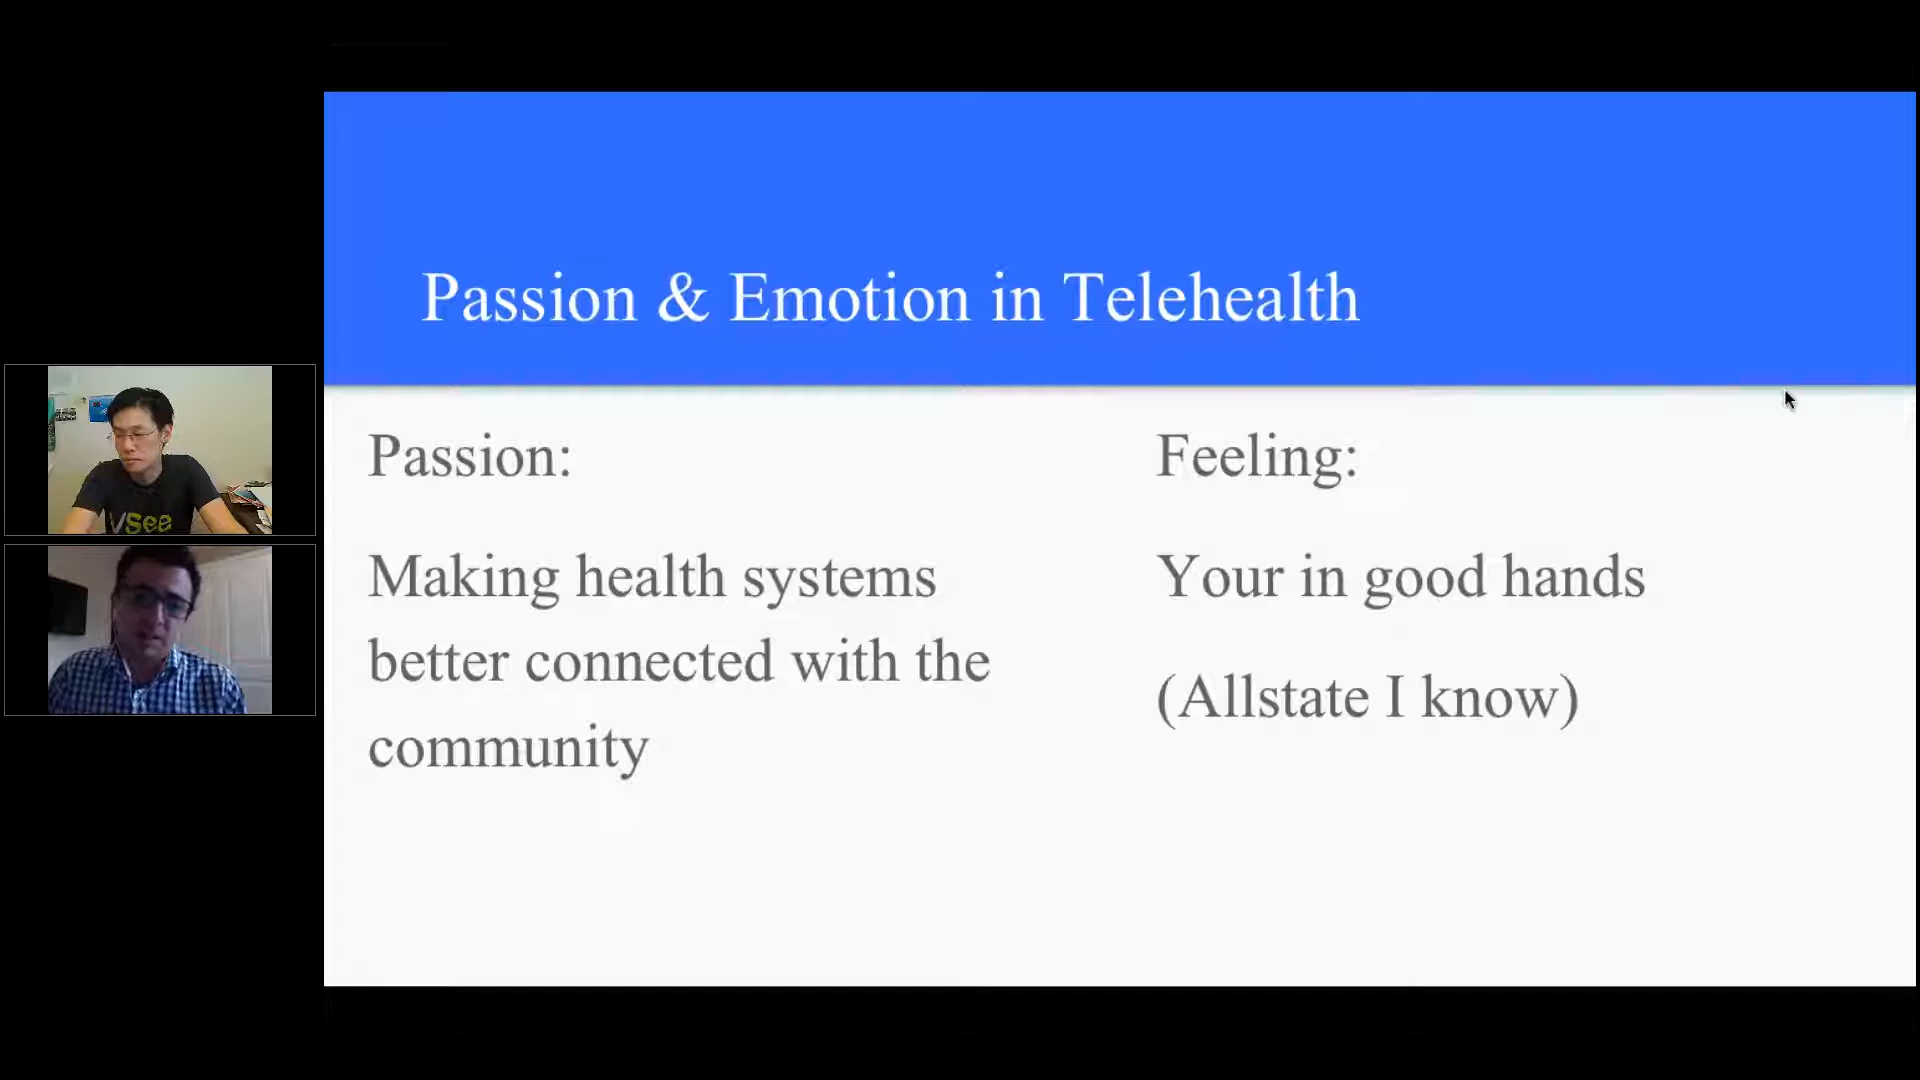 Passion & Emotion in Telehealth
Passion:
Making health systems
better connected with the
community
Feeling:
Your in good hands
(Allstate I know)
vsee